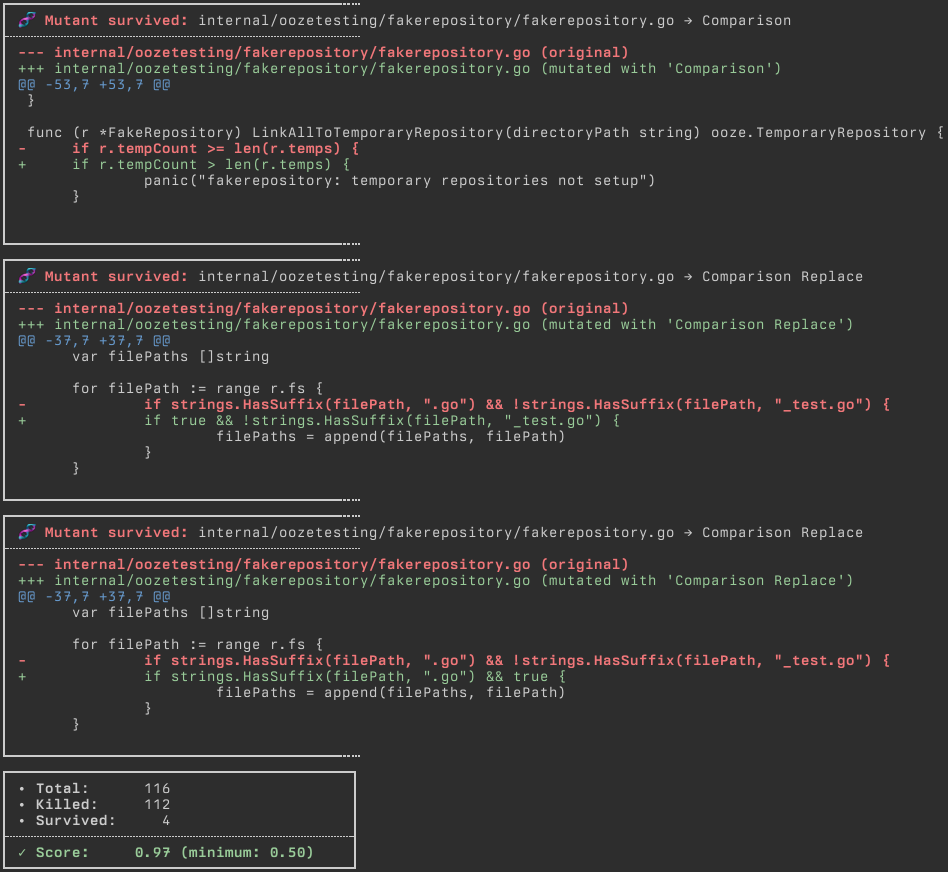 🧬 Mutant survived: internal/oozetesting/fakerepository/fakerepository.go → Comparison
--- internal/oozetesting/fakerepository/fakerepository.go (original)
+++ internal/oozetesting/fakerepository/fakerepository.go (mutated with 'Comparison')
@@ -53,7 +53,7 @@
 }
 func (r *FakeRepository) LinkAllToTemporaryRepository(directoryPath string) ooze.TemporaryRepository {
-     if r.tempCount >= len(r.temps) {
+     if r.tempCount > len(r.temps) {
              panic("fakerepository: temporary repositories not setup")
      }
🧬 Mutant survived: internal/oozetesting/fakerepository/fakerepository.go → Comparison Replace
--- internal/oozetesting/fakerepository/fakerepository.go (original)
+++ internal/oozetesting/fakerepository/fakerepository.go (mutated with 'Comparison Replace')
@@ -37,7 +37,7 @@
      var filePaths []string
      for filePath := range r.fs {
-             if strings.HasSuffix(filePath, ".go") && !strings.HasSuffix(filePath, "_test.go") {
+             if true && !strings.HasSuffix(filePath, "_test.go") {
                      filePaths = append(filePaths, filePath)
              }
      }
🧬 Mutant survived: internal/oozetesting/fakerepository/fakerepository.go → Comparison Replace
--- internal/oozetesting/fakerepository/fakerepository.go (original)
+++ internal/oozetesting/fakerepository/fakerepository.go (mutated with 'Comparison Replace')
@@ -37,7 +37,7 @@
      var filePaths []string
      for filePath := range r.fs {
-             if strings.HasSuffix(filePath, ".go") && !strings.HasSuffix(filePath, "_test.go") {
+             if strings.HasSuffix(filePath, ".go") && true {
                      filePaths = append(filePaths, filePath)
              }
      }
• Total:      116
• Killed:     112
• Survived:     4
✓ Score:     0.97 (minimum: 0.50)